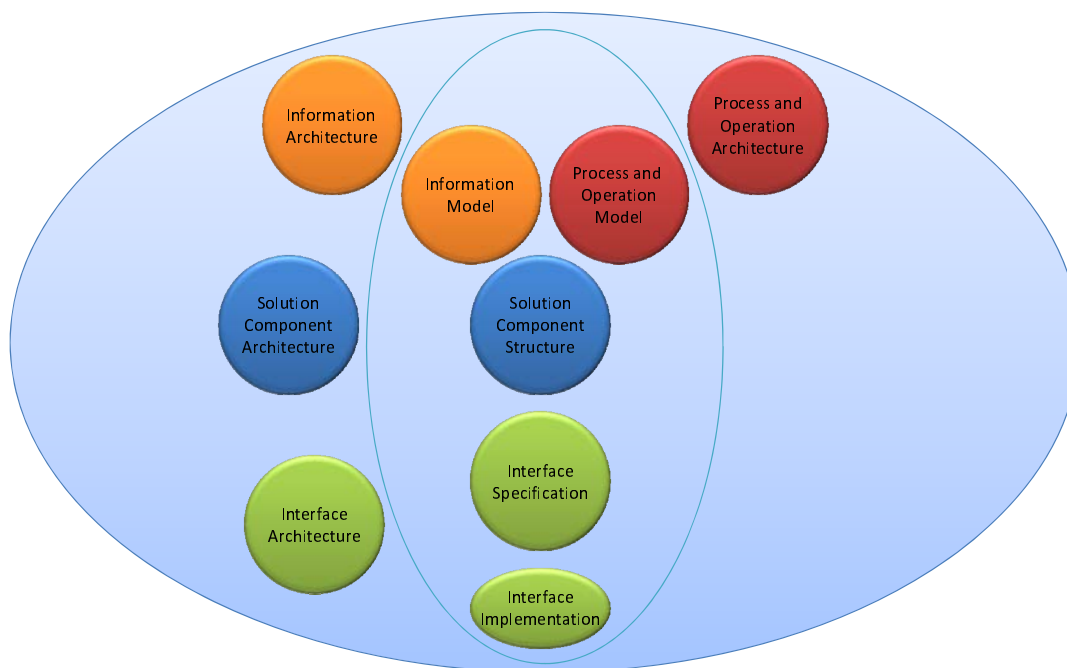 Information
Architecture
Process and
Operation
Architecture
Information
Model
Process and
Operation
Model
Solution
Component
Architecture
Solution
Component
Structure
Interface
Specification
Interface
Architecture
Interface
Implementation